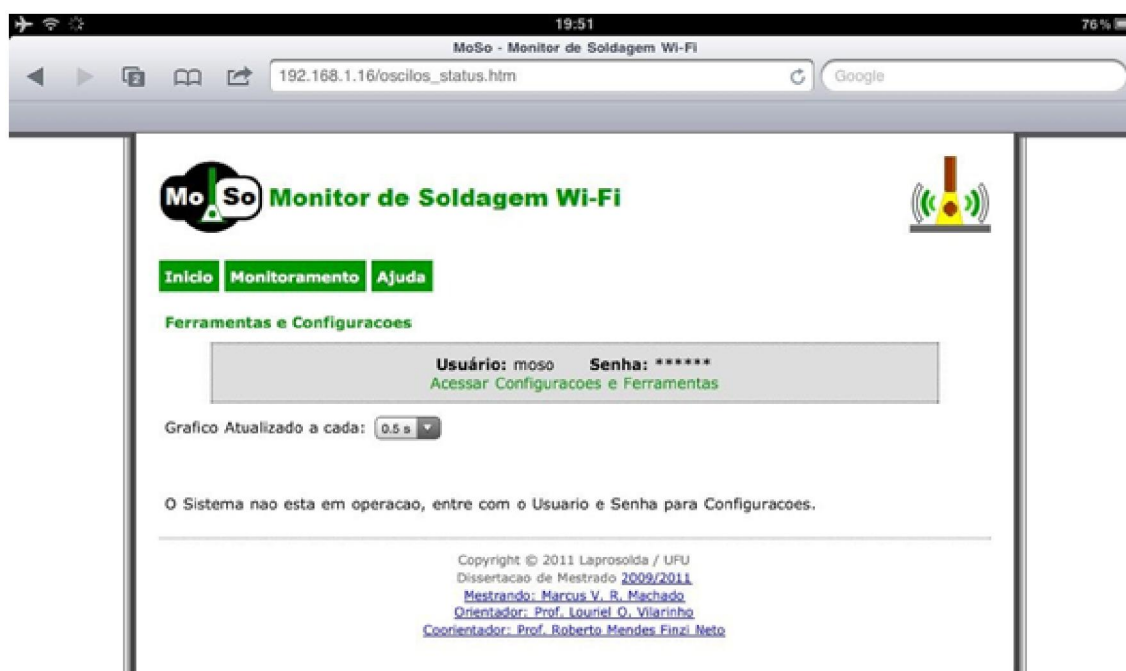 19:51
76%
MoSo - Monitor de Soldagem Wi-Fi
2
192.168.1.16/oscilos_status.htm
Google
Mo So
Monitor de Soldagem Wi-Fi
Inicio Monitoramento Ajuda
Ferramentas e Configuracoes
Usuário: moso Senha: ******
Acessar Configuracoes e Ferramentas
Grafico Atualizado a cada: 0.5 s
O Sistema nao esta em operacao, entre com o Usuario e Senha para Configuracoes.
Copyright © 2011 Laprosolda / UFU
Dissertacao de Mestrado 2009/2011
Mestrando: Marcus V. R. Machado
Orientador: Prof. Louriel O. Vilarinho
Coorientador: Prof. Roberto Mendes Finzi Neto